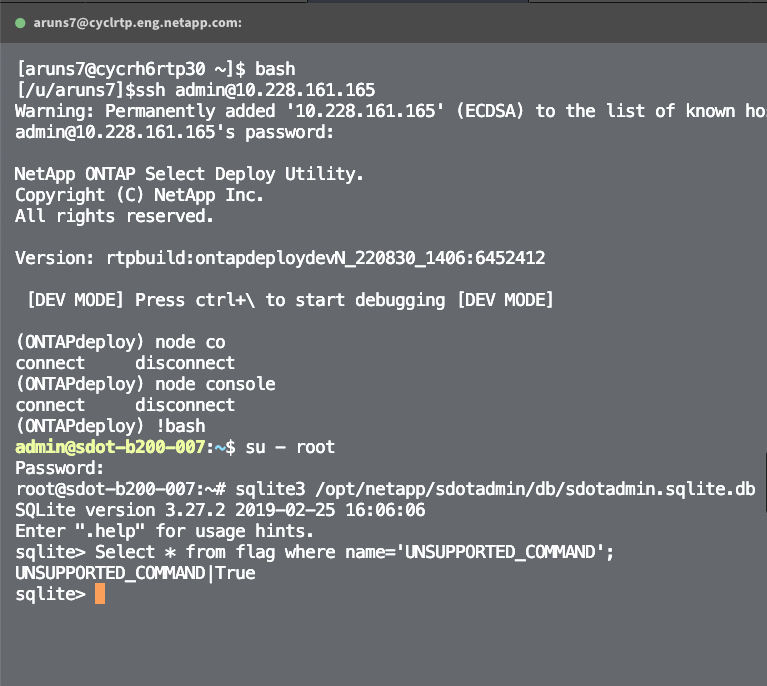 aruns7@cyclrtp.eng.netapp.com:
[aruns7@cycrh6rtp30 ~]$ bash
[/u/aruns7]$ssh admin@10.228.161.165
Warning: Permanently added '10.228.161.165' (ECDSA) to the list of known hos
admin@10.228.161.165's password:
NetApp ONTAP Select Deploy Utility.
Copyright (C) NetApp Inc.
All rights reserved.
Version: rtpbuild:ontapdeploydevN_220830_1406:6452412
[DEV MODE] Press ctrl+\ to start debugging [DEV MODE]
(ONTAPdeploy) node co
connect     disconnect
(ONTAPdeploy) node console
connect     disconnect
(ONTAPdeploy) !bash
admin@sdot-b200-007:~$ su - root
Password:
root@sdot-b200-007:~# sqlite3 /opt/netapp/sdotadmin/db/sdotadmin.sqlite.db
SQLite version 3.27.2 2019-02-25 16:06:06
Enter ".help" for usage hints.
sqlite> Select * from flag where name='UNSUPPORTED_COMMAND';
UNSUPPORTED_COMMAND|True
sqlite>